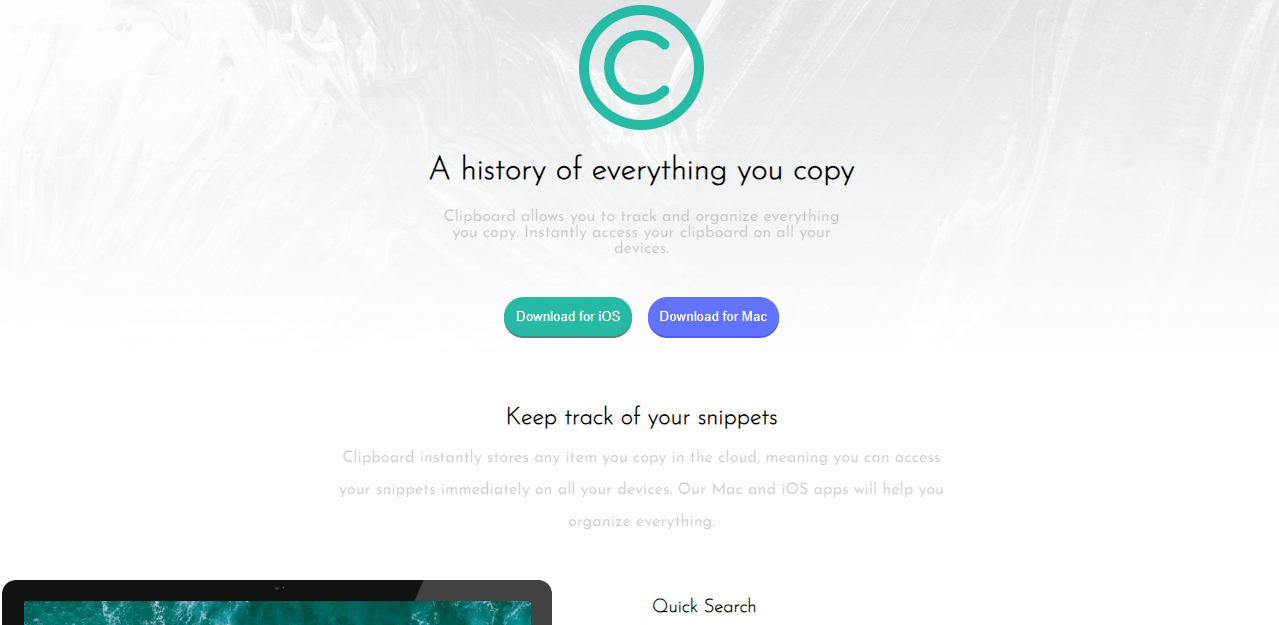 A history of everything you copy
Clipboard allows you to track and organize everything
you copy. Instantly access your clipboard on all your
devices.
Download for iOS
Download for Mac
Keep track of your snippets
Clipboard instantly stores any item you copy in the cloud, meaning you can access
your snippets immediately on all your devices. Our Mac and iOS apps will help you
organize everything.
Quick Search